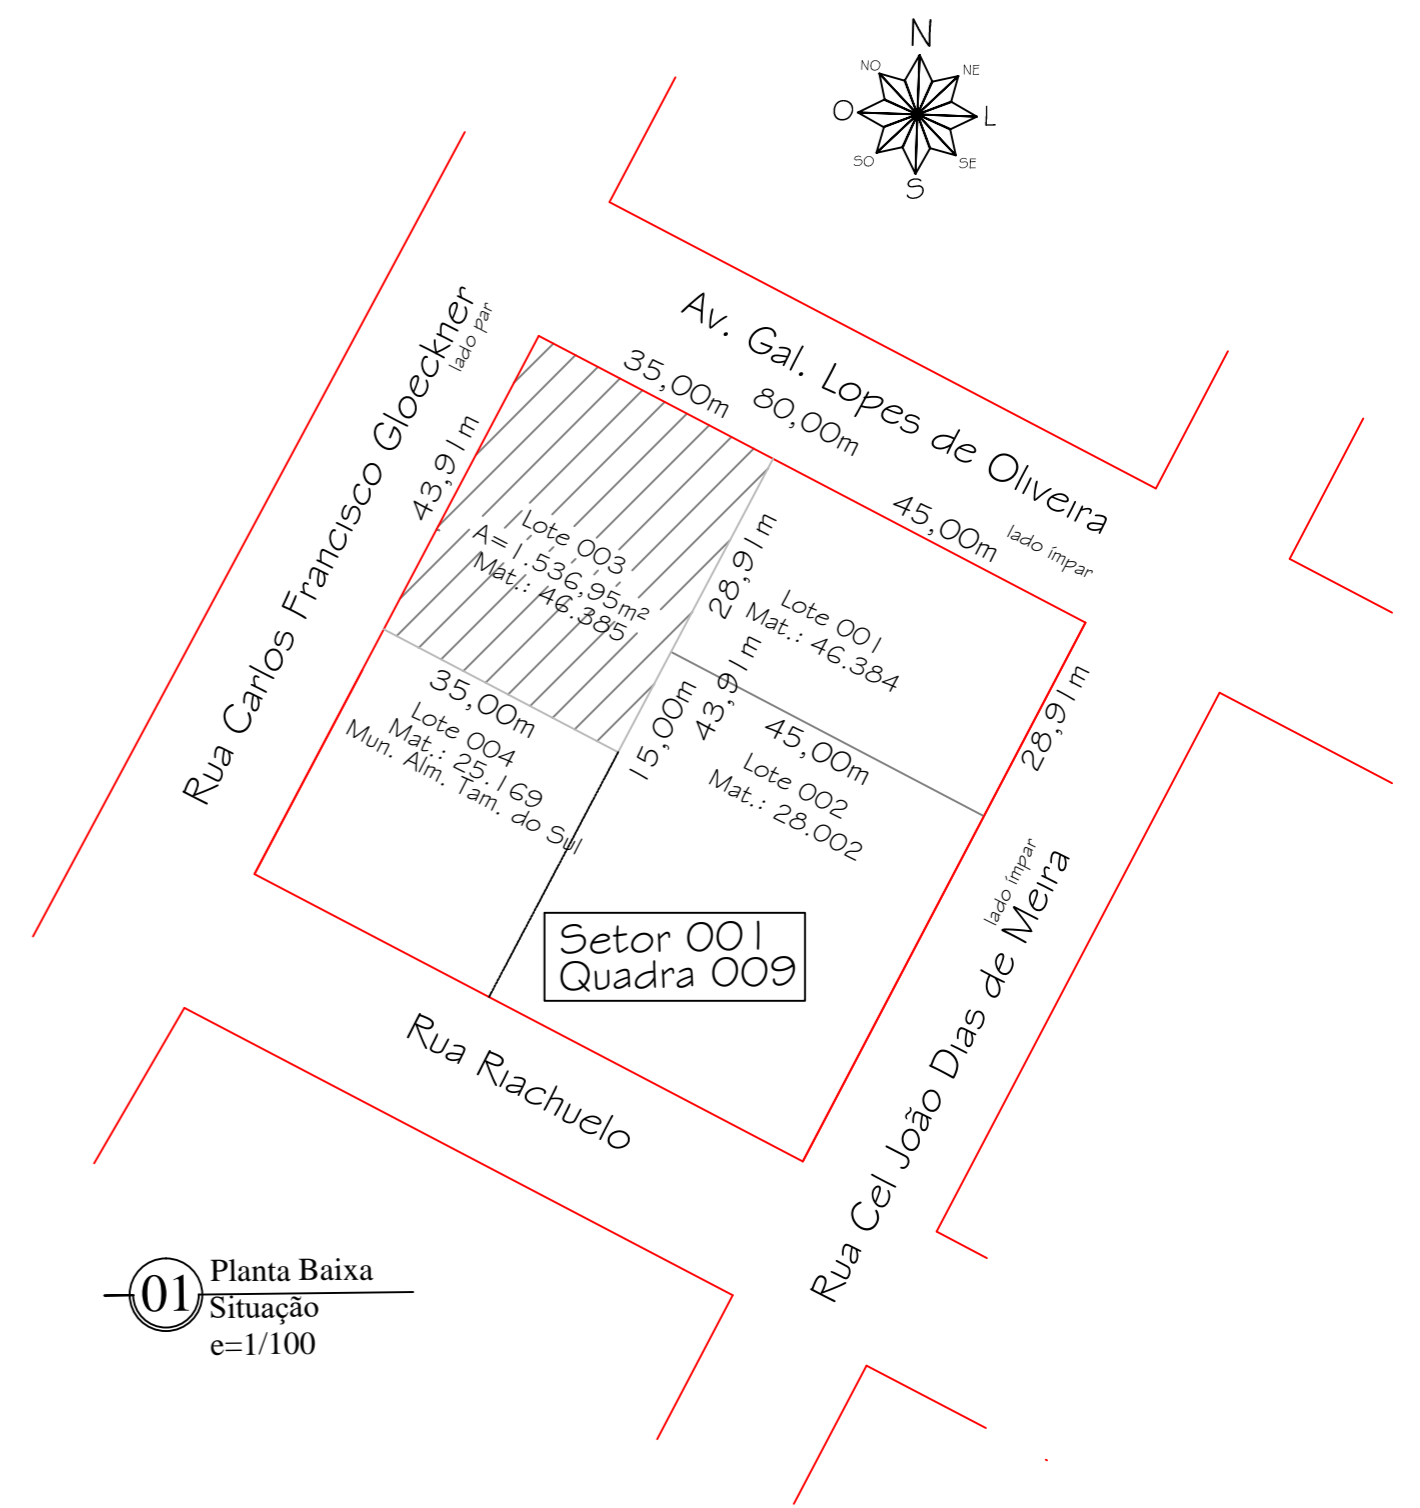 N
NO
NE
O
L
SO
SE
S
Av. Gal. Lopes de Oliveira
lado ímpar
35,00m
80,00m
45,00m
Rua Carlos Francisco Gloeckner
lado par
43,91m
Lote 003
A= 1.536,95m²
Mat.: 46.385
28,91m
Lote 001
Mat.: 46.384
28,91m
35,00m
Lote 004
Mat.: 25.169
Mun. Alm. Tam. do Sul
15,00m
43,91m
45,00m
Lote 002
Mat.: 28.002
Setor 001
Quadra 009
lado ímpar
Rua Cel João Dias de Meira
Rua Riachuelo
01
Planta Baixa
Situação
e=1/100